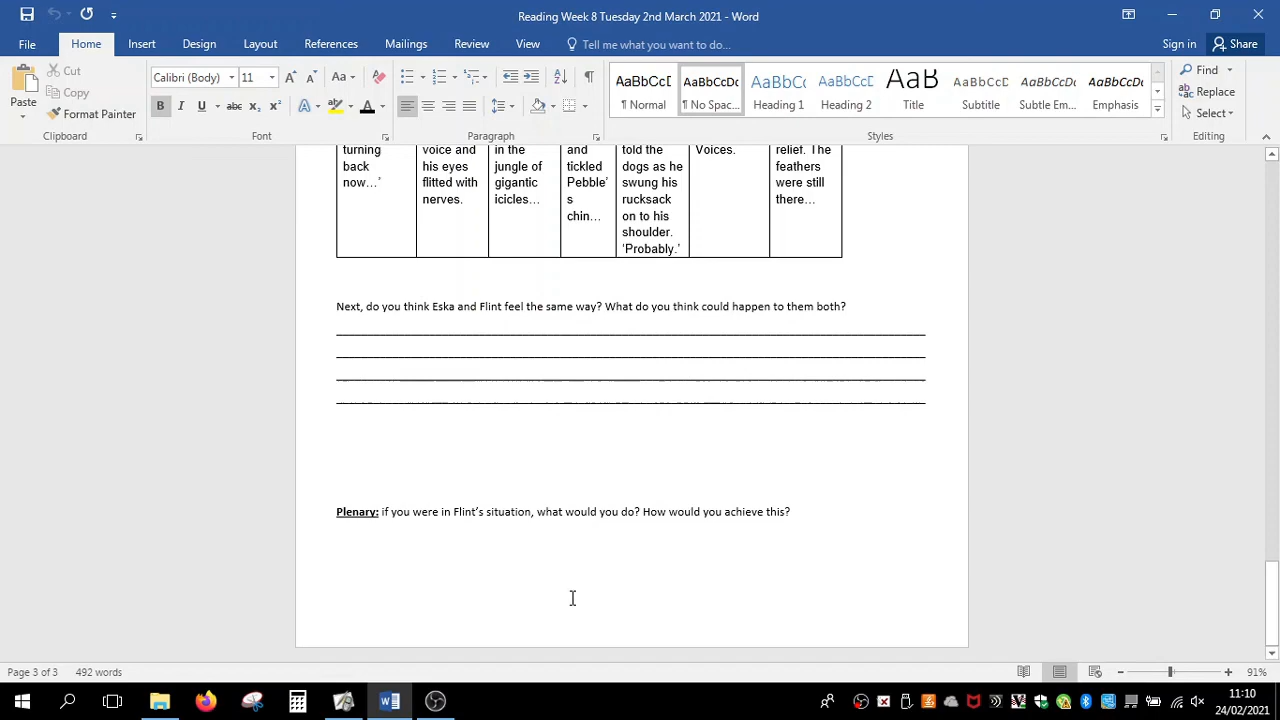 Reading Week 8 Tuesday 2nd March 2021 - Word
File Home Insert Design Layout References Mailings Review View Tell me what you want to do... Sign in Share
Paste
Cut
Copy
Format Painter
Clipboard
Calibri (Body) 11
Font
Paragraph
AaBbCcI AaBbCcDc AaBbCc AaBbCcI AaB AaBbCcD AaBbCcDc AaBbCcDc
¶ Normal ¶ No Spac... Heading 1 Heading 2 Title Subtitle Subtle Em... Emphasis
Styles
Find
Replace
Select
Editing
turning
back
now…’
voice and
his eyes
flitted with
nerves.
in the
jungle of
gigantic
icicles…
and
tickled
Pebble’
s
chin…
told the
dogs as he
swung his
rucksack
on to his
shoulder.
‘Probably.’
Voices.
relief. The
feathers
were still
there…
Next, do you think Eska and Flint feel the same way? What do you think could happen to them both?
Plenary: if you were in Flint’s situation, what would you do? How would you achieve this?
Page 3 of 3 492 words
91%
11:10
24/02/2021